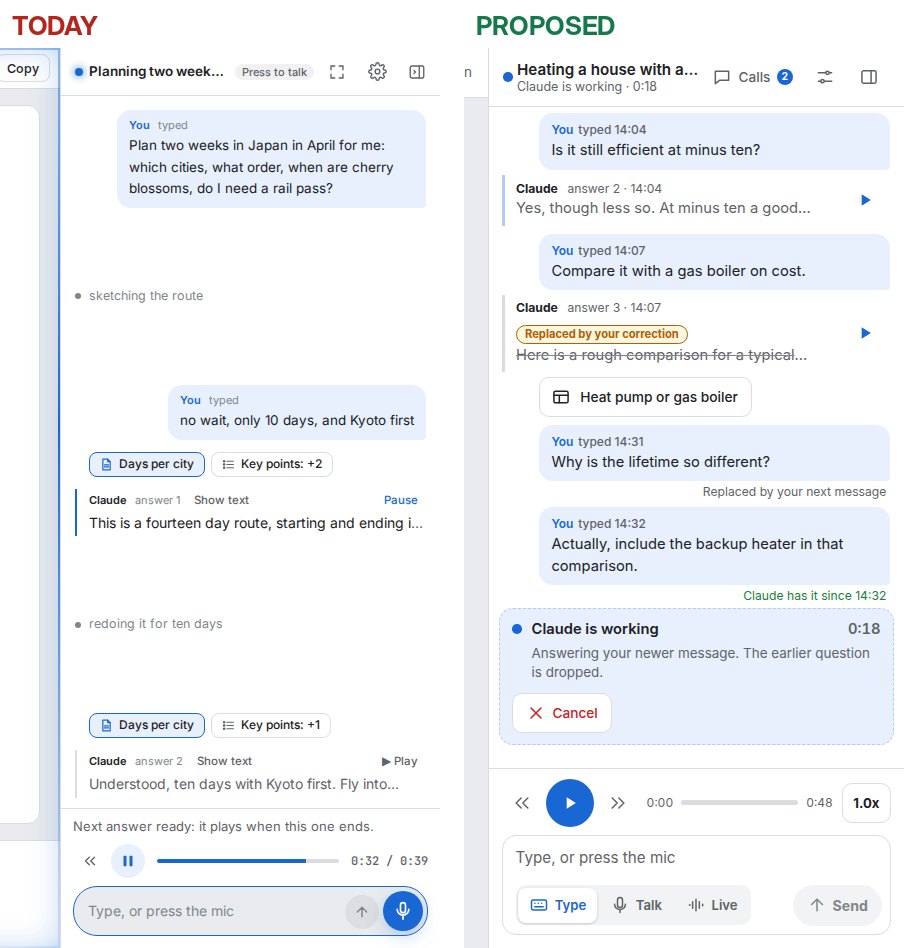 TODAY
Copy
Planning two week...
Press to talk
You typed
Plan two weeks in Japan in April for me:
which cities, what order, when are cherry
blossoms, do I need a rail pass?
sketching the route
You typed
no wait, only 10 days, and Kyoto first
Days per city
Key points: +2
Claude answer 1 Show text Pause
This is a fourteen day route, starting and ending i...
redoing it for ten days
Days per city
Key points: +1
Claude answer 2 Show text ▶ Play
Understood, ten days with Kyoto first. Fly into...
Next answer ready: it plays when this one ends.
0:32 / 0:39
Type, or press the mic
PROPOSED
n
Heating a house with a...
Claude is working · 0:18
Calls 2
You typed 14:04
Is it still efficient at minus ten?
Claude answer 2 · 14:04
Yes, though less so. At minus ten a good...
You typed 14:07
Compare it with a gas boiler on cost.
Claude answer 3 · 14:07
Replaced by your correction
Here is a rough comparison for a typical...
Heat pump or gas boiler
You typed 14:31
Why is the lifetime so different?
Replaced by your next message
You typed 14:32
Actually, include the backup heater in that
comparison.
Claude has it since 14:32
Claude is working 0:18
Answering your newer message. The earlier question
is dropped.
Cancel
0:00 0:48 1.0x
Type, or press the mic
Type Talk Live Send